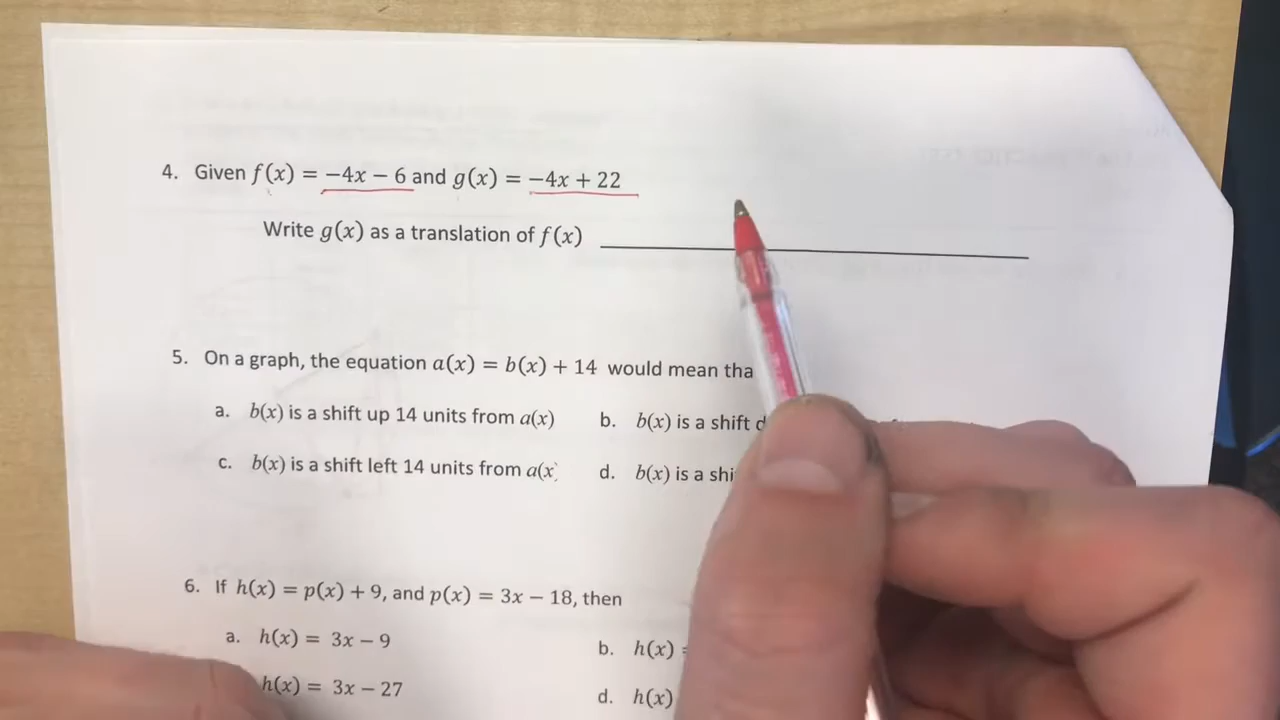 4. Given f(x) = −4x − 6 and g(x) = −4x + 22
Write g(x) as a translation of f(x)
5. On a graph, the equation a(x) = b(x) + 14 would mean
a. b(x) is a shift up 14 units from a(x) b. b(x) is a shift
c. b(x) is a shift left 14 units from a(x) d. b(x) is a
6. If h(x) = p(x) + 9, and p(x) = 3x − 18, then
a. h(x) = 3x − 9 b. h(x)
h(x) = 3x − 27 d. h(x)